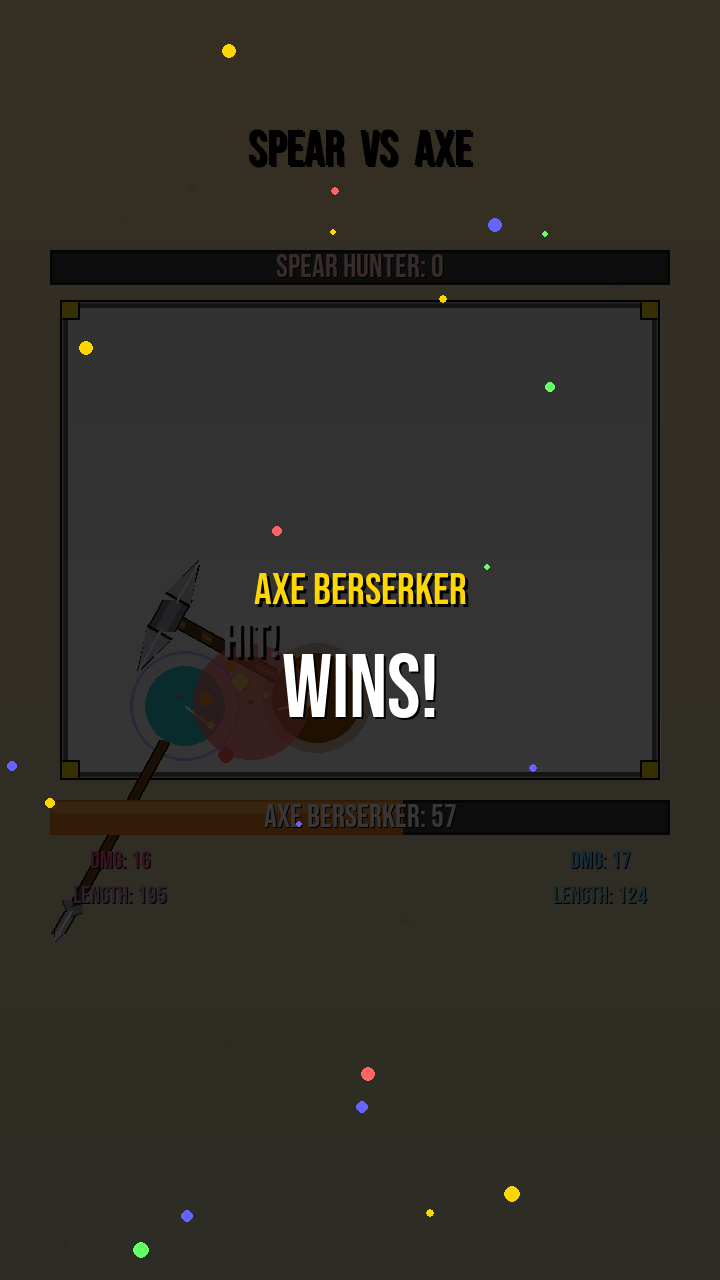 SPEAR VS AXE
SPEAR HUNTER: 0
AXE BERSERKER
HIT!
WINS!
AXE BERSERKER: 57
DMG: 16
DMG: 17
LENGTH: 195
LENGTH: 124